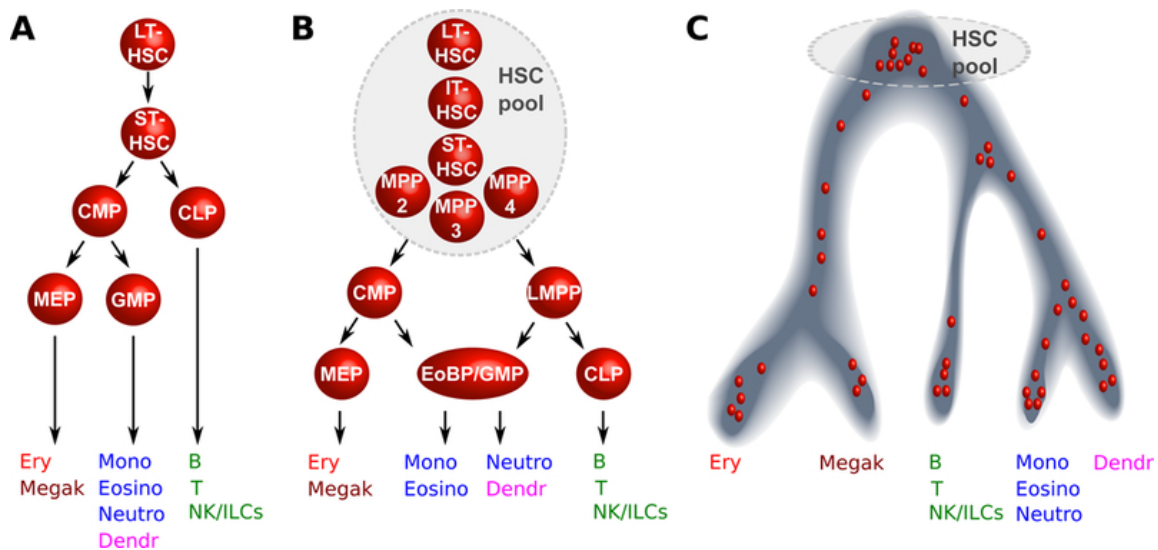 A
LT-
HSC
ST-
HSC
CMP
CLP
MEP
GMP
Ery
Megak
Mono
Eosino
Neutro
Dendr
B
T
NK/ILCs
B
LT-
HSC
HSC
pool
IT-
HSC
ST-
HSC
MPP
2
MPP
3
MPP
4
CMP
LMPP
MEP
EoBP/GMP
CLP
Ery
Megak
Mono
Eosino
Neutro
Dendr
B
T
NK/ILCs
C
HSC
pool
Ery
Megak
B
T
NK/ILCs
Mono
Eosino
Neutro
Dendr